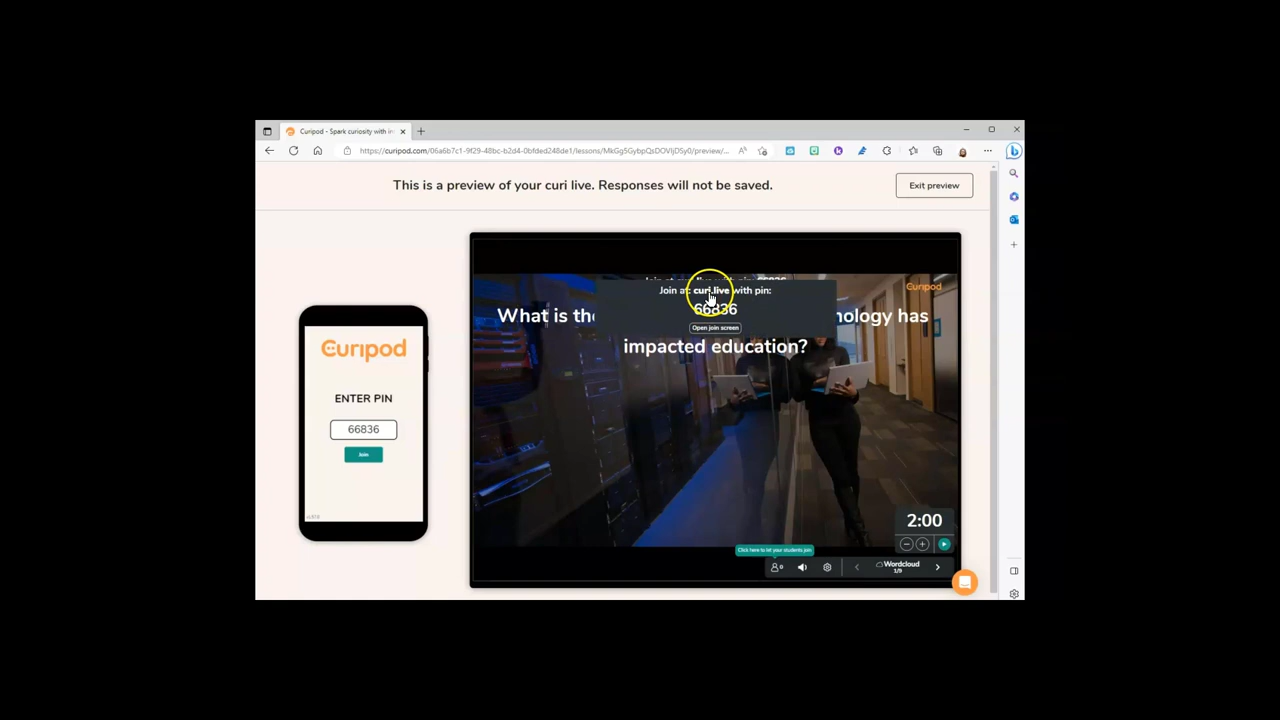 Curipod - Spark curiosity with in
https://curipod.com/06a6b7c1-9f29-48bc-b2d4-0bfded248de1/lessons/MkGg5GybpQsDOVIjDSy0/preview/...
This is a preview of your curi live. Responses will not be saved.
Exit preview
Join at: curi.live with pin:
66836
Open join screen
Curipod
What is the
nology has
impacted education?
Curipod
ENTER PIN
66836
Join
2:00
Click here to let your students join
0
Wordcloud
1/9